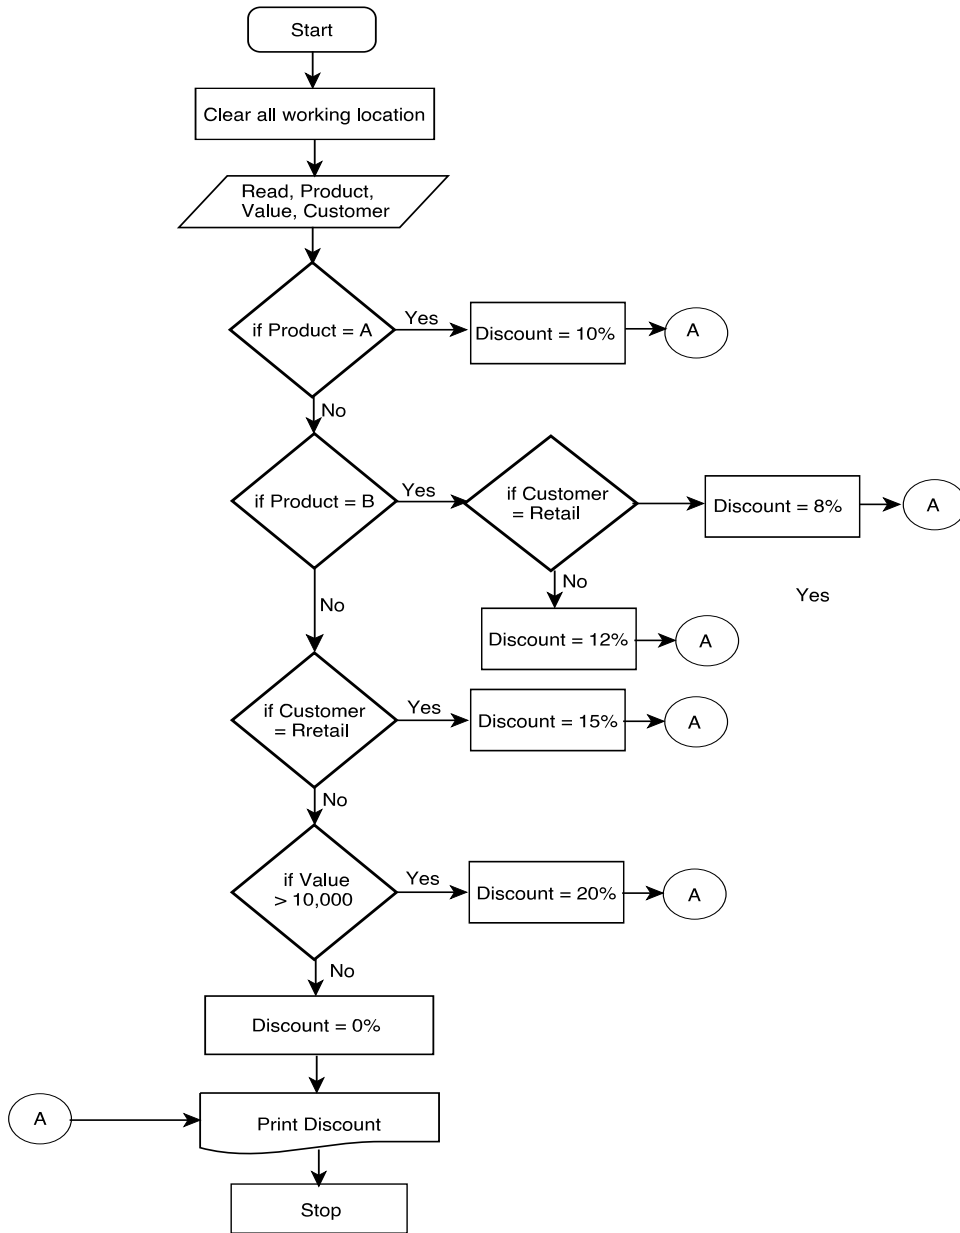 Start
Clear all working location
Read, Product,
Value, Customer
if Product = A
Yes
Discount = 10%
A
No
if Product = B
Yes
if Customer
= Retail
Discount = 8%
A
No
Yes
Discount = 12%
A
No
if Customer
= Rretail
Yes
Discount = 15%
A
No
if Value
> 10,000
Yes
Discount = 20%
A
No
Discount = 0%
A
Print Discount
Stop